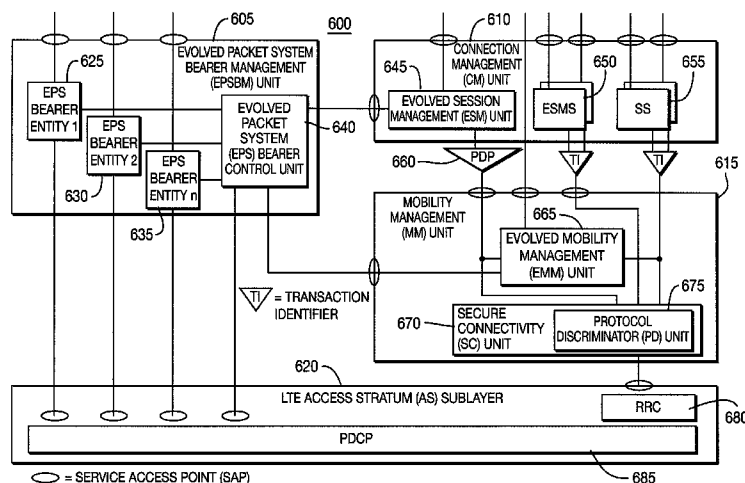 605
600
610
EVOLVED PACKET SYSTEM
BEARER MANAGEMENT
(EPSBM) UNIT
625
EPS
BEARER
ENTITY 1
EPS
BEARER
ENTITY 2
630
EPS
BEARER
ENTITY n
635
EVOLVED
PACKET
SYSTEM
(EPS) BEARER
CONTROL UNIT
640
CONNECTION
MANAGEMENT
(CM) UNIT
645
EVOLVED SESSION
MANAGEMENT (ESM) UNIT
650
ESMS
655
SS
660
PDP
TI
TI
615
MOBILITY
MANAGEMENT
(MM) UNIT
665
EVOLVED MOBILITY
MANAGEMENT
(EMM) UNIT
TI = TRANSACTION
IDENTIFIER
670
SECURE
CONNECTIVITY
(SC) UNIT
675
PROTOCOL
DISCRIMINATOR (PD) UNIT
620
LTE ACCESS STRATUM (AS) SUBLAYER
RRC
680
PDCP
685
= SERVICE ACCESS POINT (SAP)